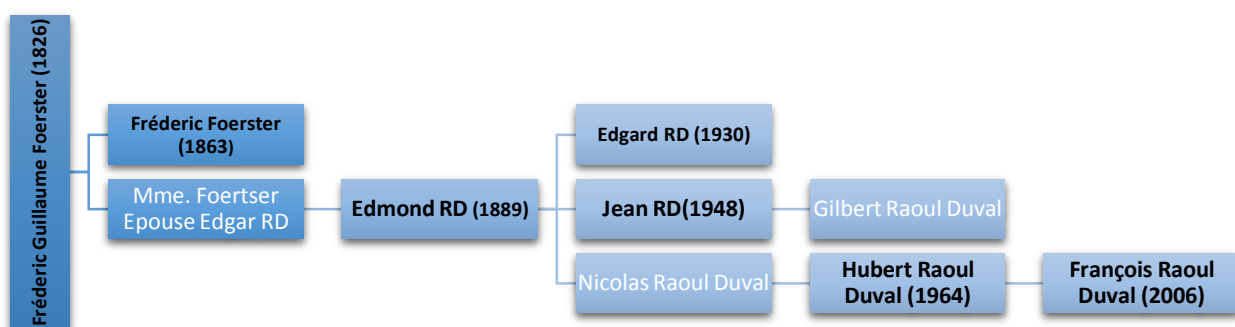 Fréderic Guillaume Foerster (1826)
Fréderic Foerster
(1863)
Mme. Foertser
Epouse Edgar RD
Edmond RD (1889)
Edgard RD (1930)
Jean RD(1948)
Gilbert Raoul Duval
Nicolas Raoul Duval
Hubert Raoul
Duval (1964)
François Raoul
Duval (2006)